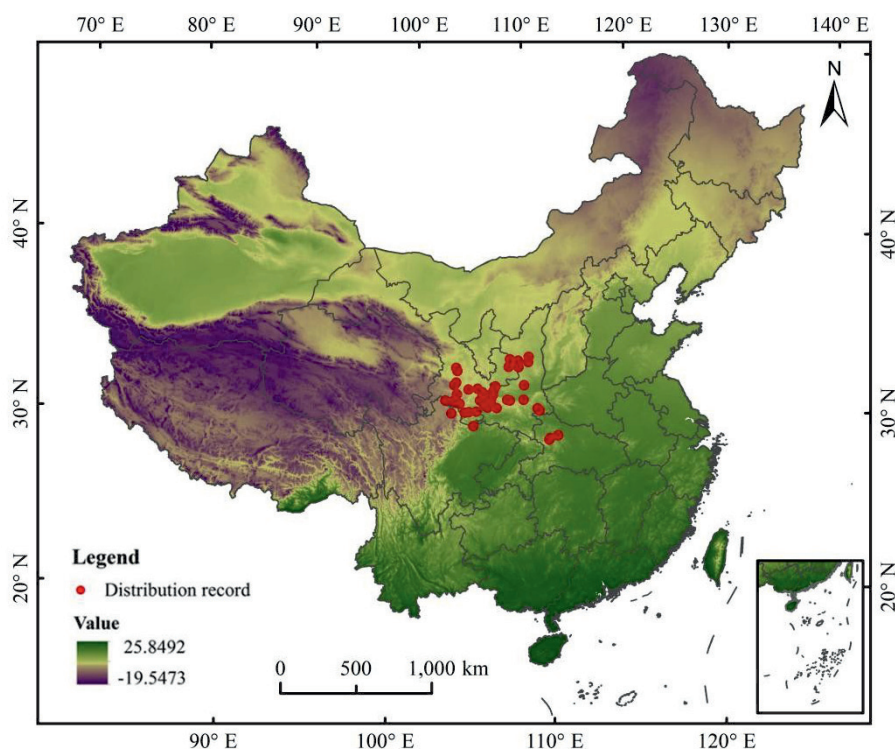 70° E 80° E 90° E 100° E 110° E 120° E 130° E 140° E
N
40° N
40° N
30° N
30° N
20° N
20° N
Legend
Distribution record
Value
25.8492
-19.5473
0 500 1,000 km
90° E 100° E 110° E 120° E